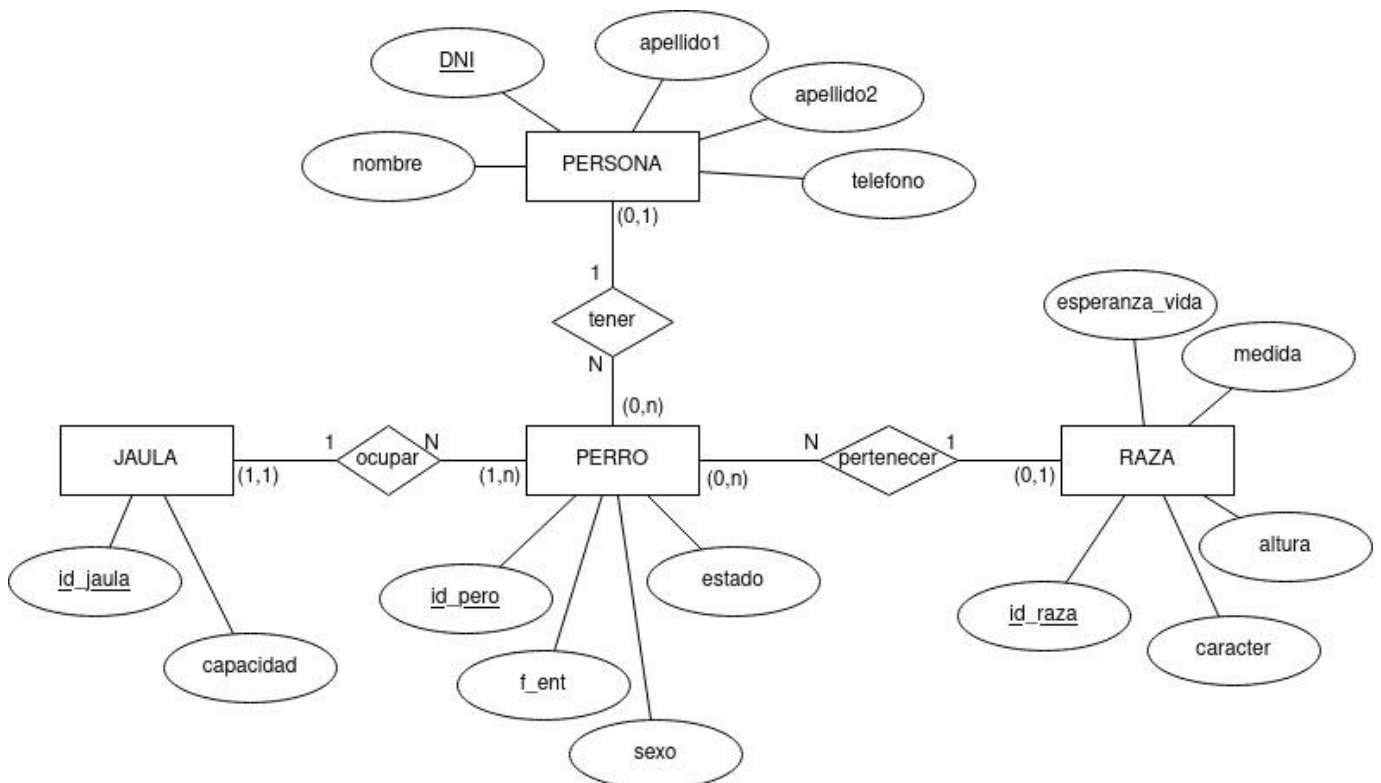 apellido1
DNI
apellido2
nombre
PERSONA
telefono
(0,1)
1
esperanza_vida
tener
medida
N
(0,n)
JAULA
1
ocupar
N
PERRO
N
pertenecer
1
RAZA
(1,1)
(1,n)
(0,n)
(0,1)
altura
id_jaula
id_pero
estado
id_raza
caracter
capacidad
f_ent
sexo